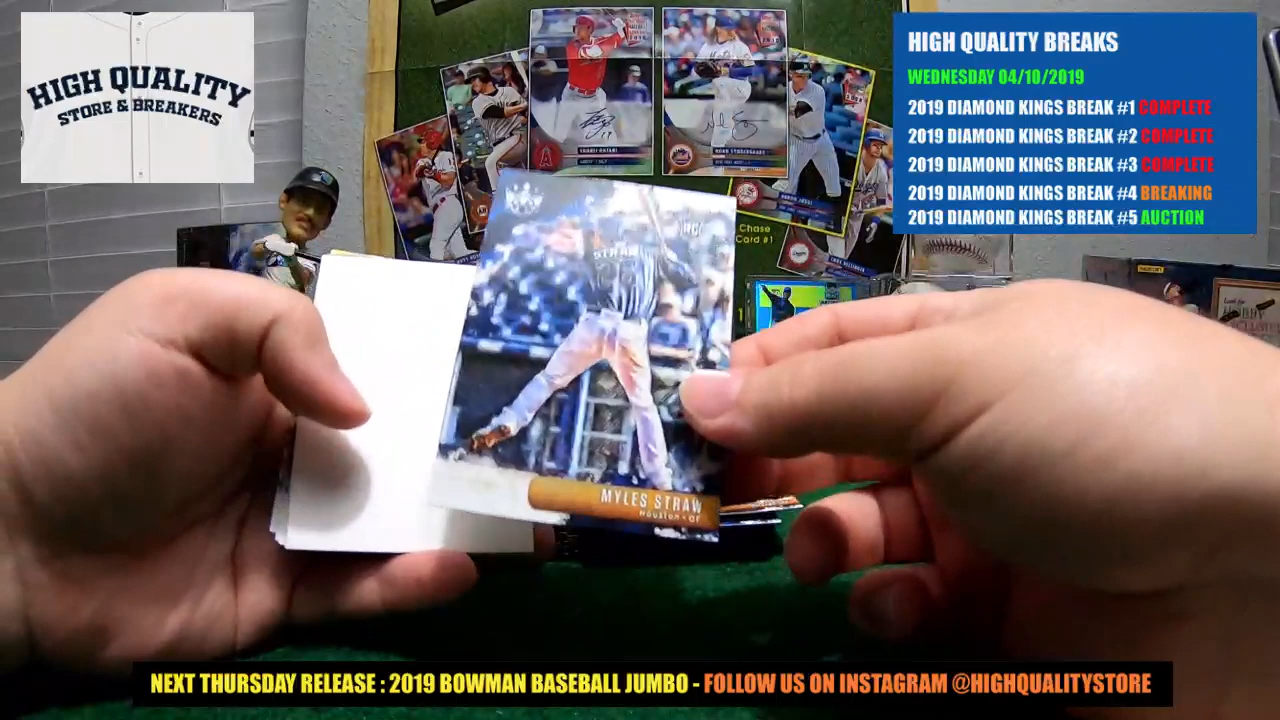 HIGH QUALITY
STORE & BREAKERS
HIGH QUALITY BREAKS
WEDNESDAY 04/10/2019
2019 DIAMOND KINGS BREAK #1 COMPLETE
2019 DIAMOND KINGS BREAK #2 COMPLETE
2019 DIAMOND KINGS BREAK #3 COMPLETE
2019 DIAMOND KINGS BREAK #4 BREAKING
2019 DIAMOND KINGS BREAK #5 AUCTION
Chase
Card #1
STRAW
MYLES STRAW
HOUSTON • OF
NEXT THURSDAY RELEASE : 2019 BOWMAN BASEBALL JUMBO - FOLLOW US ON INSTAGRAM @HIGHQUALITYSTORE